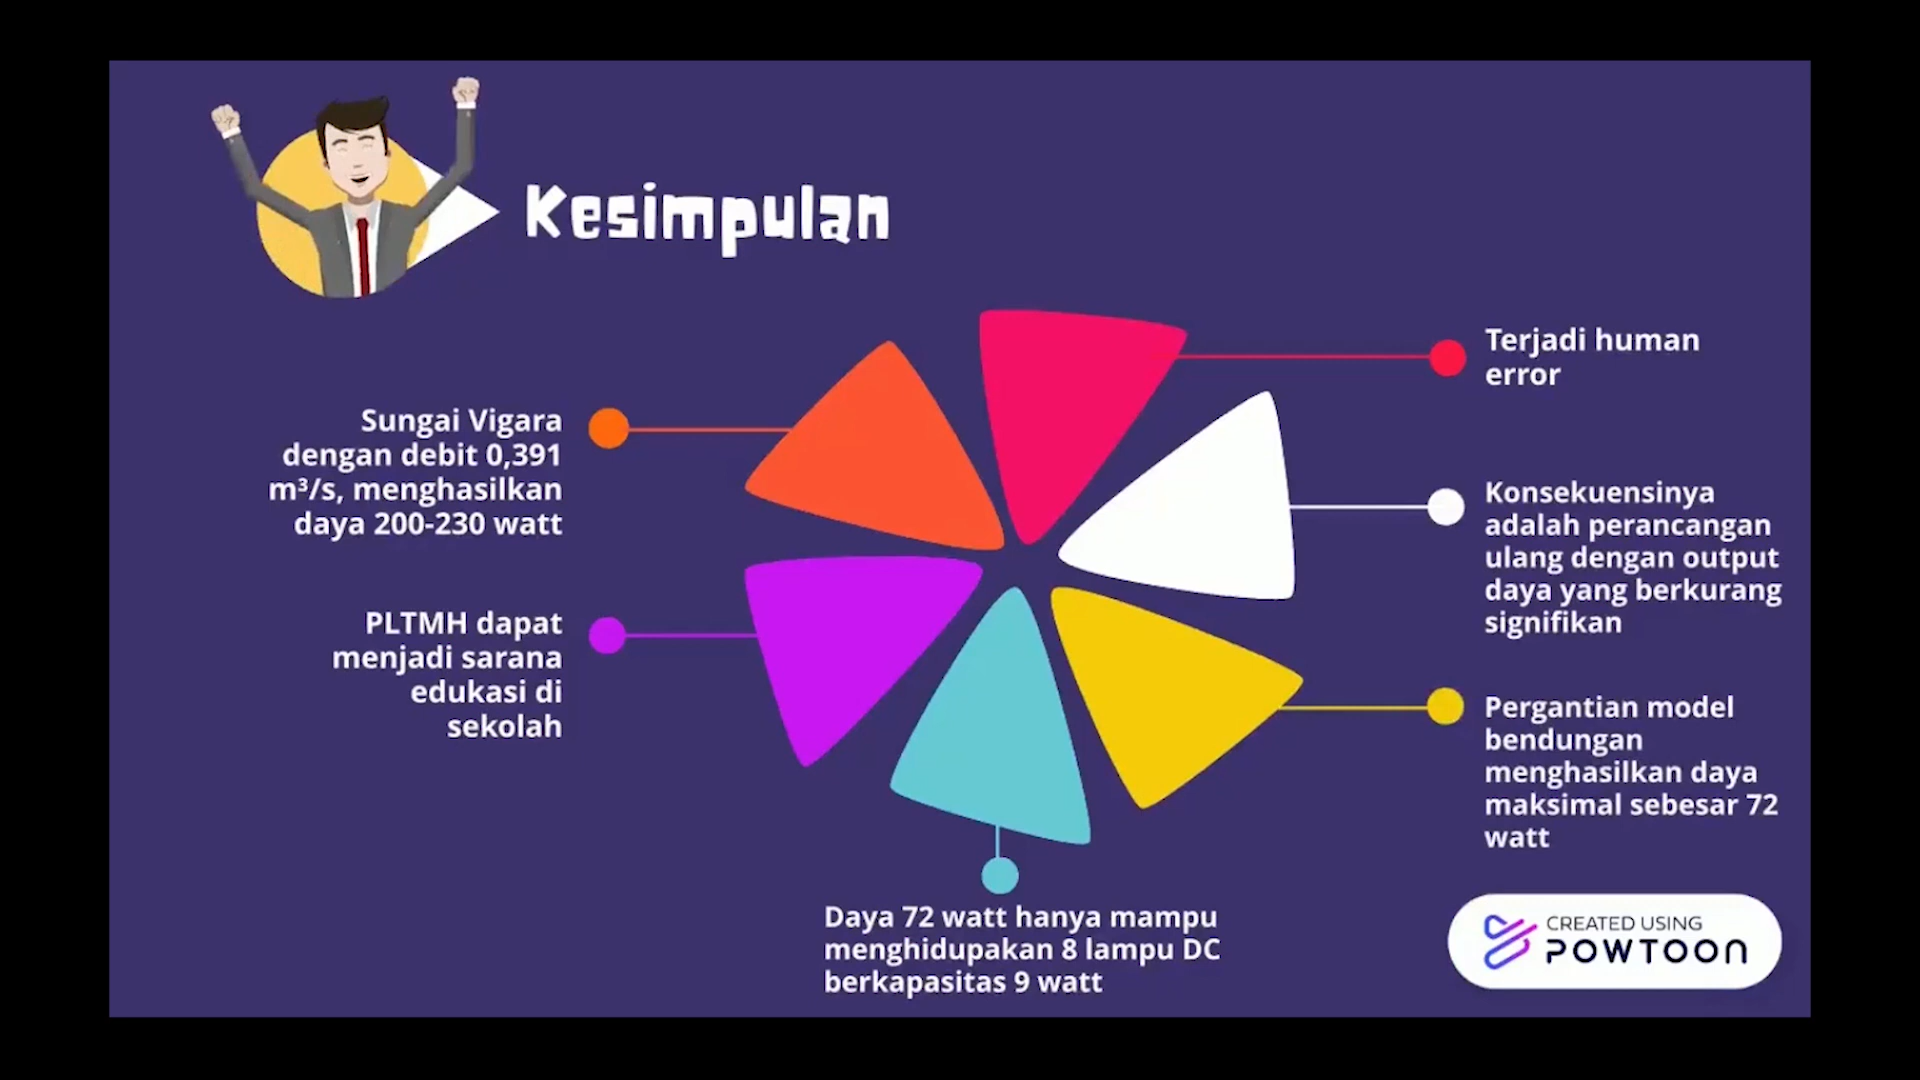 Kesimpulan
Sungai Vigara
dengan debit 0,391
m³/s, menghasilkan
daya 200-230 watt
Terjadi human
error
Konsekuensinya
adalah perancangan
ulang dengan output
daya yang berkurang
signifikan
Pergantian model
bendungan
menghasilkan daya
maksimal sebesar 72
watt
Daya 72 watt hanya mampu
menghidupakan 8 lampu DC
berkapasitas 9 watt
PLTMH dapat
menjadi sarana
edukasi di
sekolah
CREATED USING
POWTOON